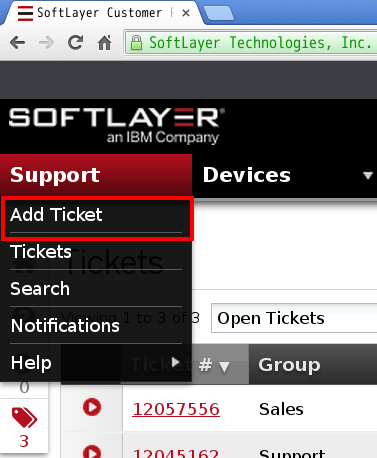 SoftLayer Customer P
SoftLayer Technologies, Inc.
SOFTLAYER
an IBM Company
Support
Devices
Add Ticket
Tickets
Tickets
Search
Viewing 1 to 3 of 3
Open Tickets
Notifications
Help
Ticket #
Group
0
12057556
Sales
3
12045162
Support